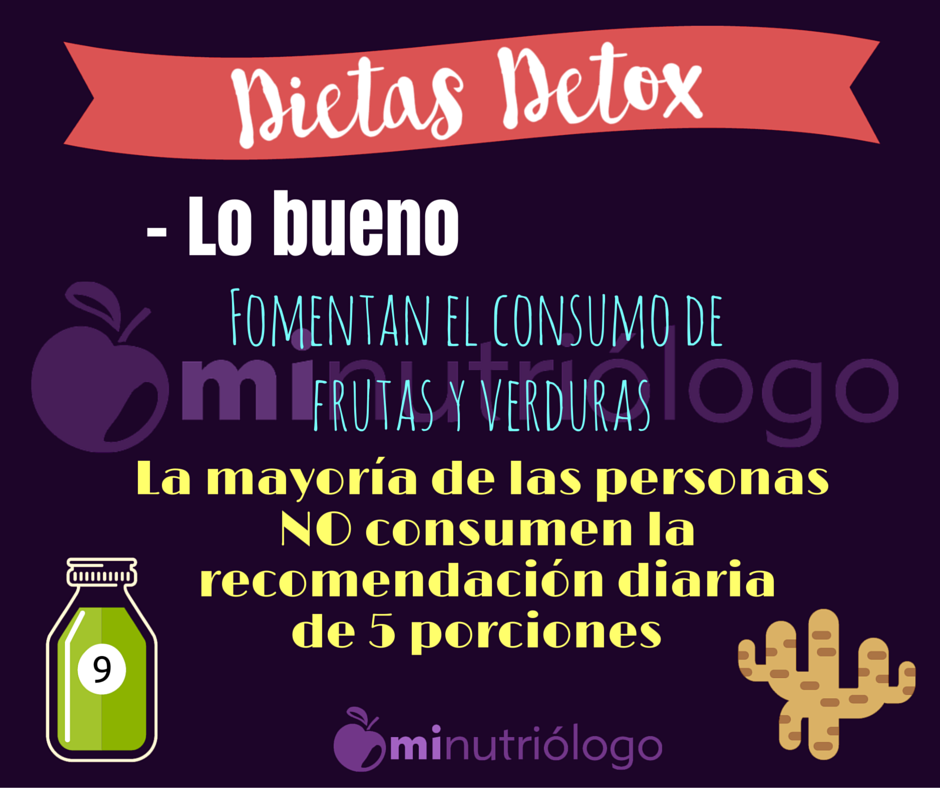 Dietas Detox
- Lo bueno
FOMENTAN EL CONSUMO DE
FRUTAS Y VERDURAS
minutriólogo
La mayoría de las personas
NO consumen la
recomendación diaria
de 5 porciones
9
minutriólogo